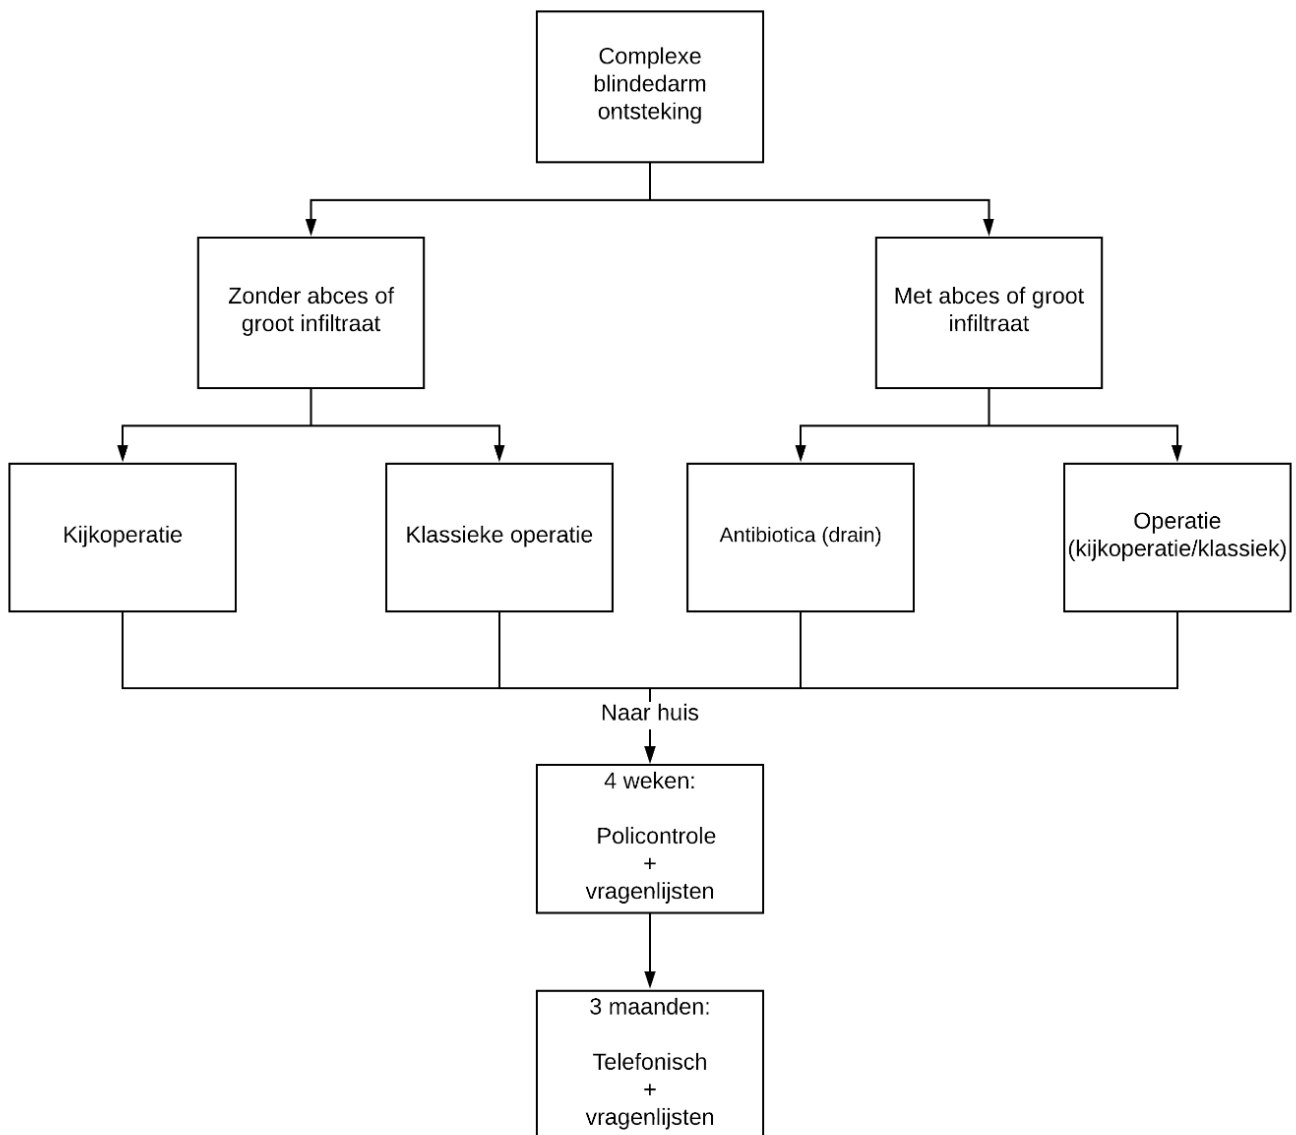 Complexe
blindedarm
ontsteking
Zonder abces of
groot infiltraat
Met abces of groot
infiltraat
Kijkoperatie
Klassieke operatie
Antibiotica (drain)
Operatie
(kijkoperatie/klassiek)
Naar huis
4 weken:
Policontrole
+
vragenlijsten
3 maanden:
Telefonisch
+
vragenlijsten